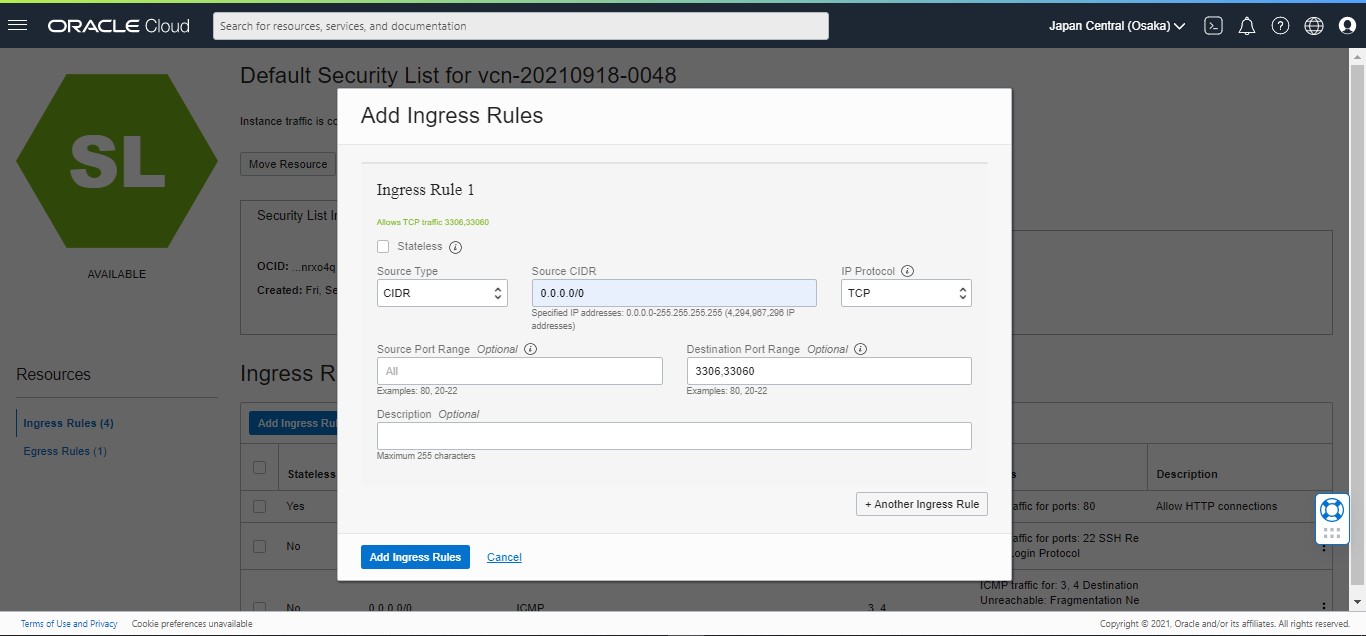 ORACLE Cloud
Search for resources, services, and documentation
Japan Central (Osaka)
SL
AVAILABLE
Default Security List for vcn-20210918-0048
Instance traffic is co
Move Resource
Security List I
OCID: ...nrxo4q
Created: Fri, Se
Resources
Ingress Rules (4)
Egress Rules (1)
Ingress R
Add Ingress Rul
Stateless
Yes
No
No 0.0.0.0/0 ICMP 3, 4
Description
affic for ports: 80
Allow HTTP connections
affic for ports: 22 SSH Re
Login Protocol
ICMP traffic for: 3, 4 Destination
Unreachable: Fragmentation Ne
Add Ingress Rules
Ingress Rule 1
Allows TCP traffic 3306,33060
Stateless
Source Type
CIDR
Source CIDR
0.0.0.0/0
Specified IP addresses: 0.0.0.0-255.255.255.255 (4,294,967,296 IP
addresses)
IP Protocol
TCP
Source Port Range Optional
All
Examples: 80, 20-22
Destination Port Range Optional
3306,33060
Examples: 80, 20-22
Description Optional
Maximum 255 characters
+ Another Ingress Rule
Add Ingress Rules
Cancel
Terms of Use and Privacy
Cookie preferences unavailable
Copyright © 2021, Oracle and/or its affiliates. All rights reserved.